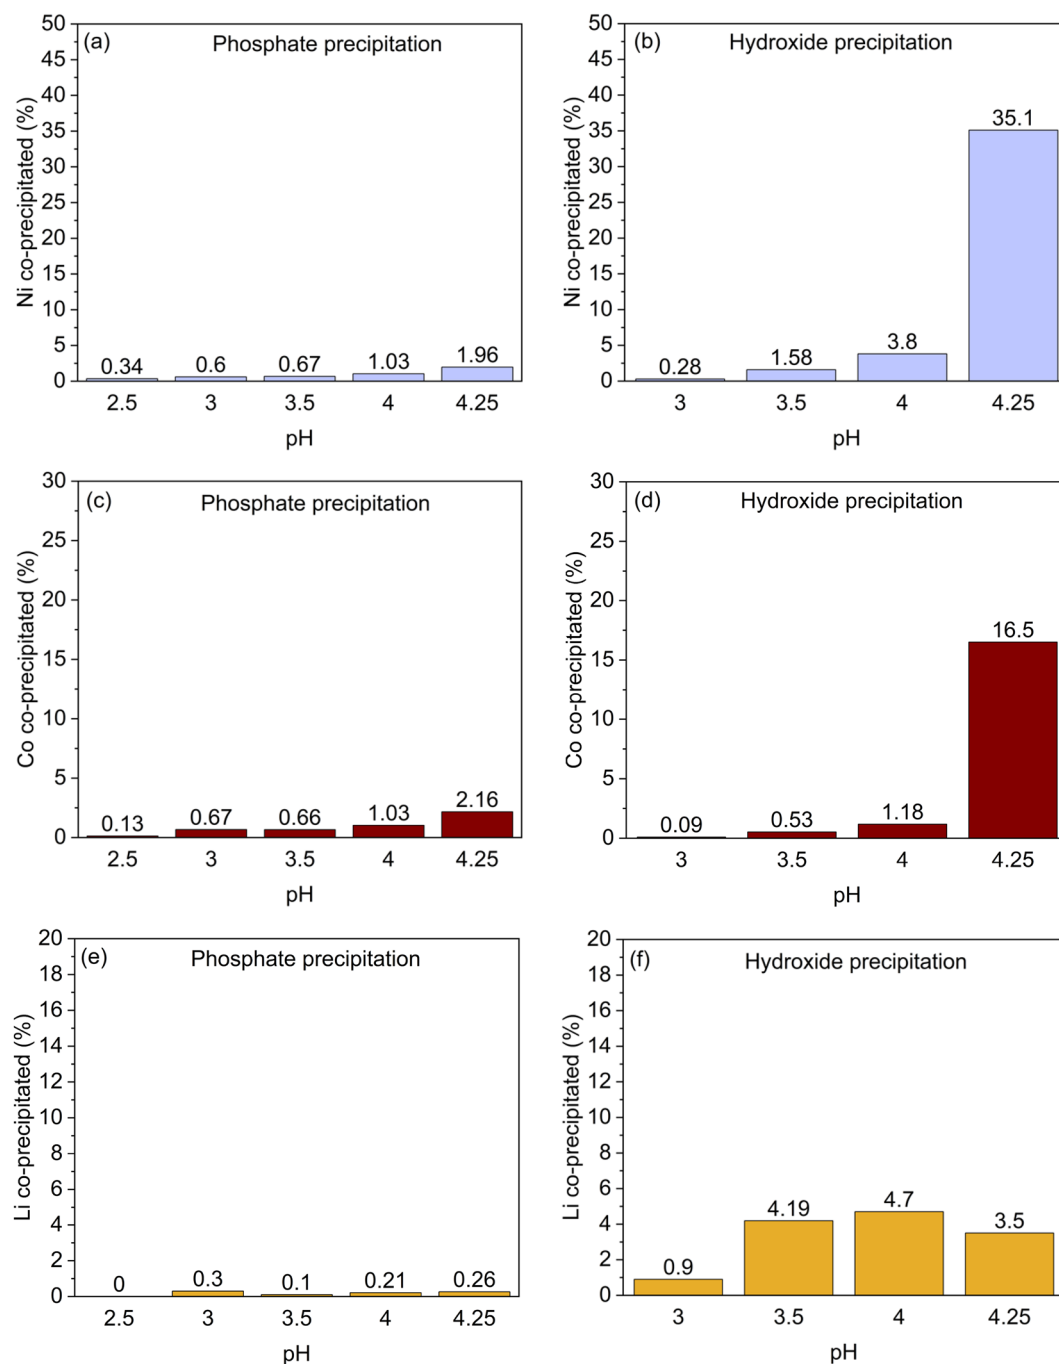 (a) Phosphate precipitation
Ni co-precipitated (%)
50
45
40
35
30
25
20
15
10
5
0
0.34 0.6 0.67 1.03 1.96
2.5 3 3.5 4 4.25
pH
(b) Hydroxide precipitation
Ni co-precipitated (%)
50
45
40
35
30
25
20
15
10
5
0
0.28 1.58 3.8 35.1
3 3.5 4 4.25
pH
(c) Phosphate precipitation
Co co-precipitated (%)
30
25
20
15
10
5
0
0.13 0.67 0.66 1.03 2.16
2.5 3 3.5 4 4.25
pH
(d) Hydroxide precipitation
Co co-precipitated (%)
30
25
20
15
10
5
0
0.09 0.53 1.18 16.5
3 3.5 4 4.25
pH
(e) Phosphate precipitation
Li co-precipitated (%)
20
18
16
14
12
10
8
6
4
2
0
0 0.3 0.1 0.21 0.26
2.5 3 3.5 4 4.25
pH
(f) Hydroxide precipitation
Li co-precipitated (%)
20
18
16
14
12
10
8
6
4
2
0
0.9 4.19 4.7 3.5
3 3.5 4 4.25
pH